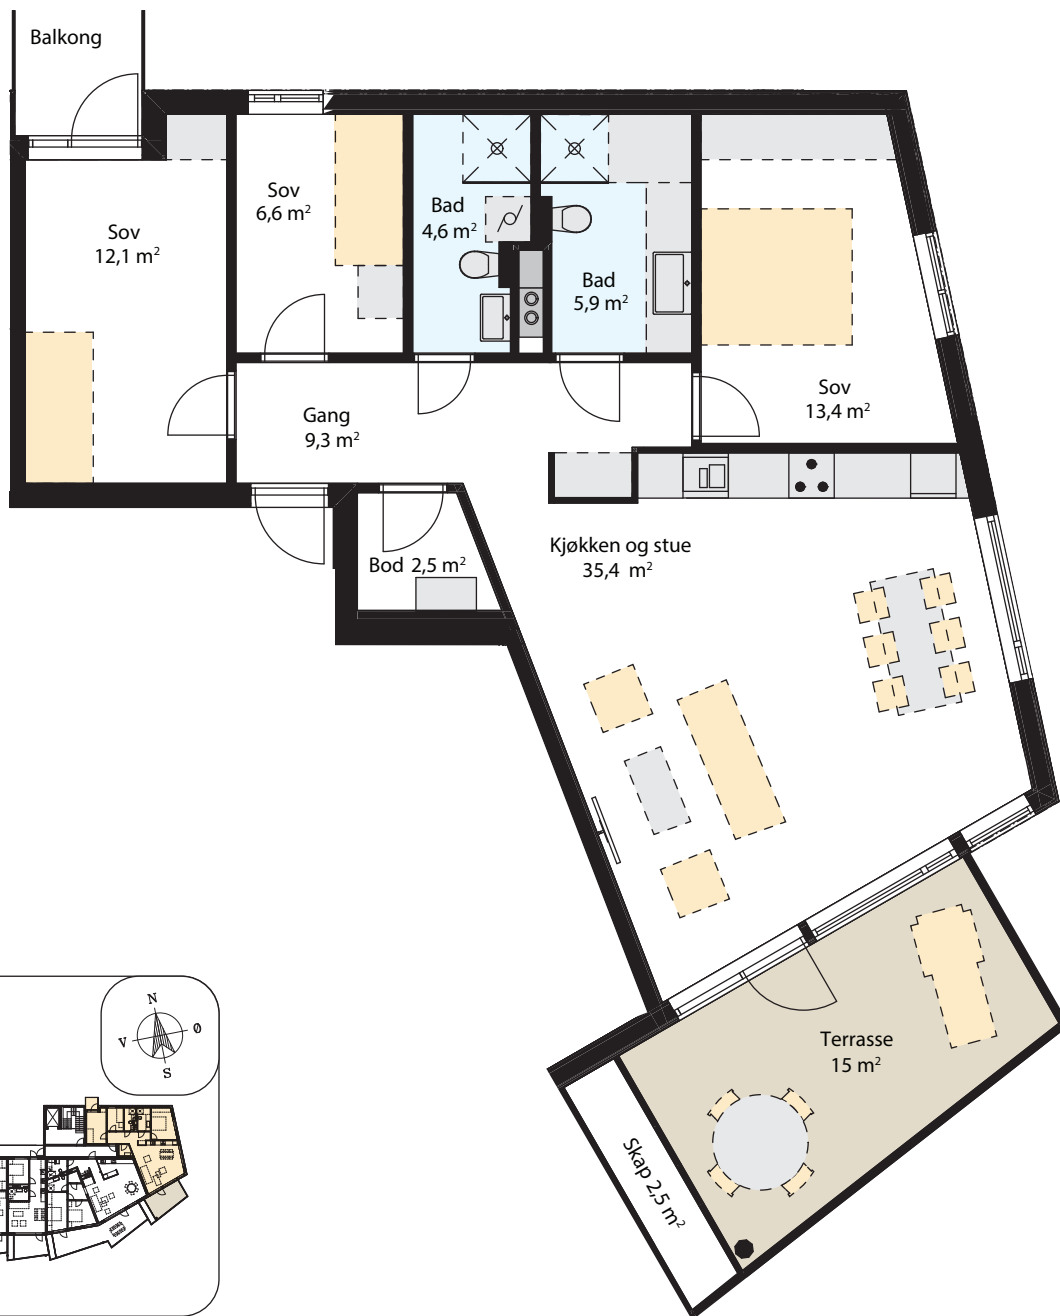 Balkong
Sov
12,1 m²
Sov
6,6 m²
Bad
4,6 m²
Bad
5,9 m²
Sov
13,4 m²
Gang
9,3 m²
Bod 2,5 m²
Kjøkken og stue
35,4 m²
Terrasse
15 m²
Skap 2,5 m²
N
V
Ø
S